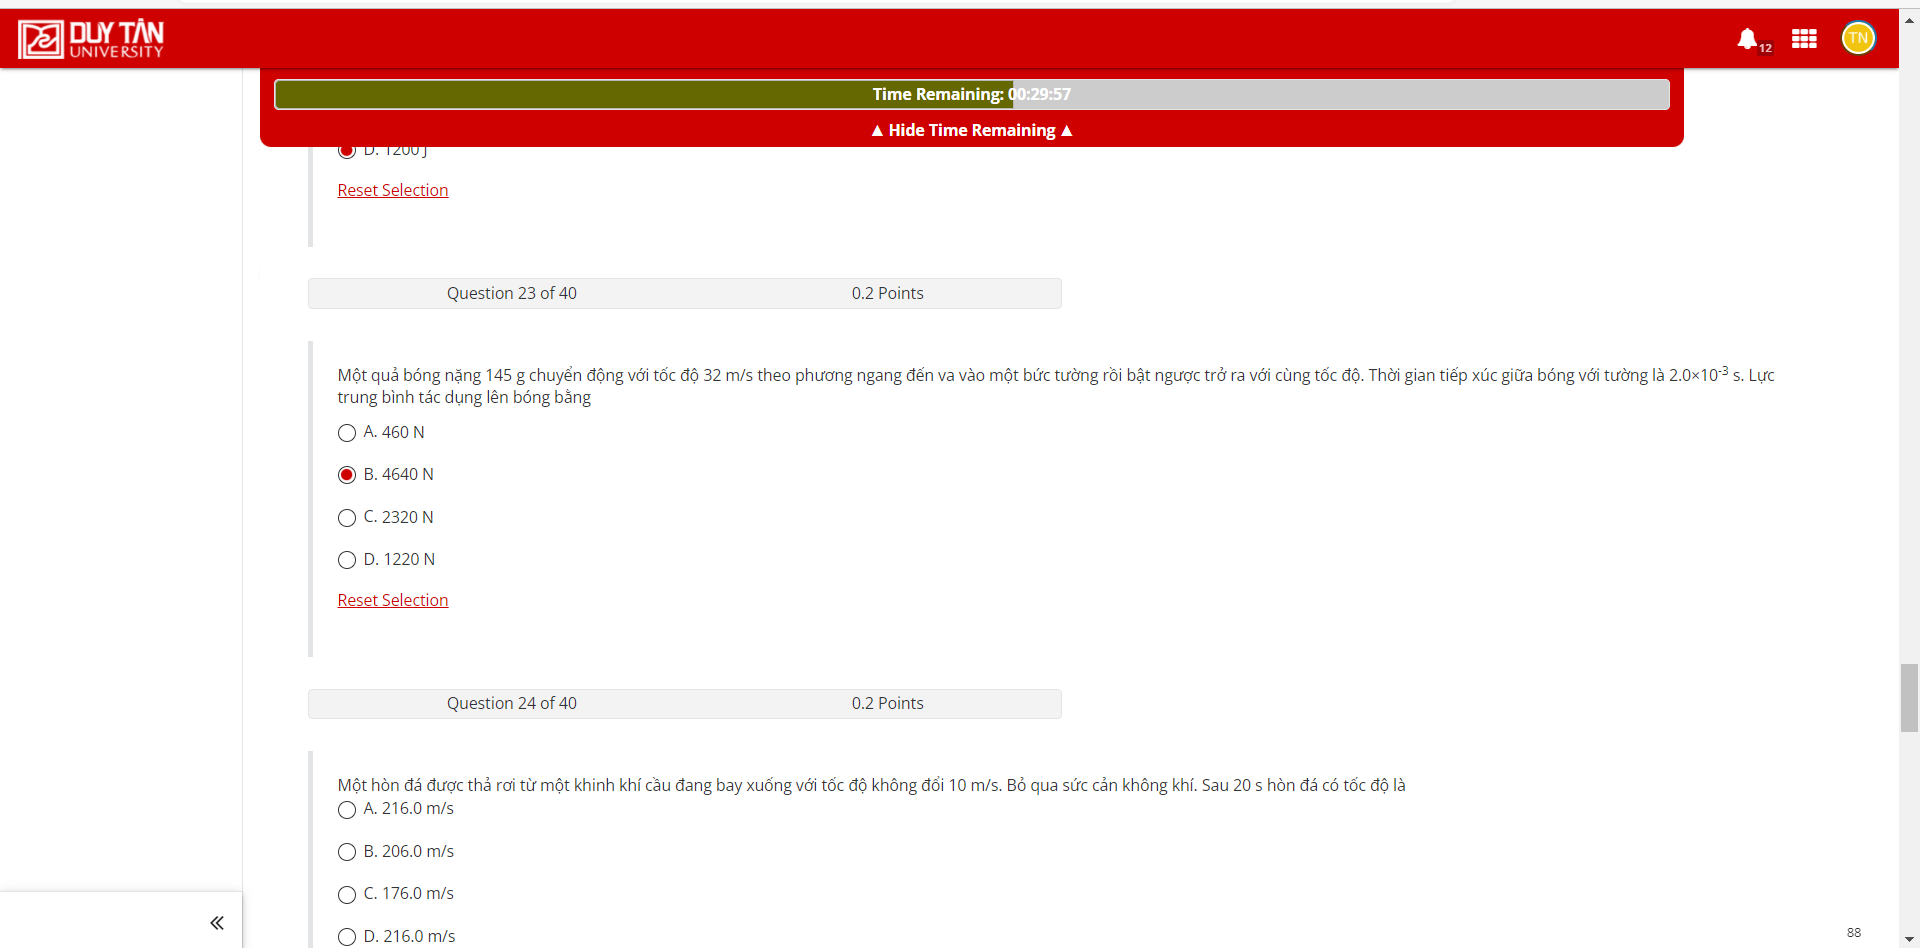 DUY TÂN
UNIVERSITY
12
TN
Time Remaining: 00:29:57
▲ Hide Time Remaining ▲
D. 1200 J
Reset Selection
Question 23 of 40 0.2 Points
Một quả bóng nặng 145 g chuyển động với tốc độ 32 m/s theo phương ngang đến va vào một bức tường rồi bật ngược trở ra với cùng tốc độ. Thời gian tiếp xúc giữa bóng với tường là 2.0×10⁻³ s. Lực
trung bình tác dụng lên bóng bằng
A. 460 N
B. 4640 N
C. 2320 N
D. 1220 N
Reset Selection
Question 24 of 40 0.2 Points
Một hòn đá được thả rơi từ một khinh khí cầu đang bay xuống với tốc độ không đổi 10 m/s. Bỏ qua sức cản không khí. Sau 20 s hòn đá có tốc độ là
A. 216.0 m/s
B. 206.0 m/s
C. 176.0 m/s
D. 216.0 m/s
88